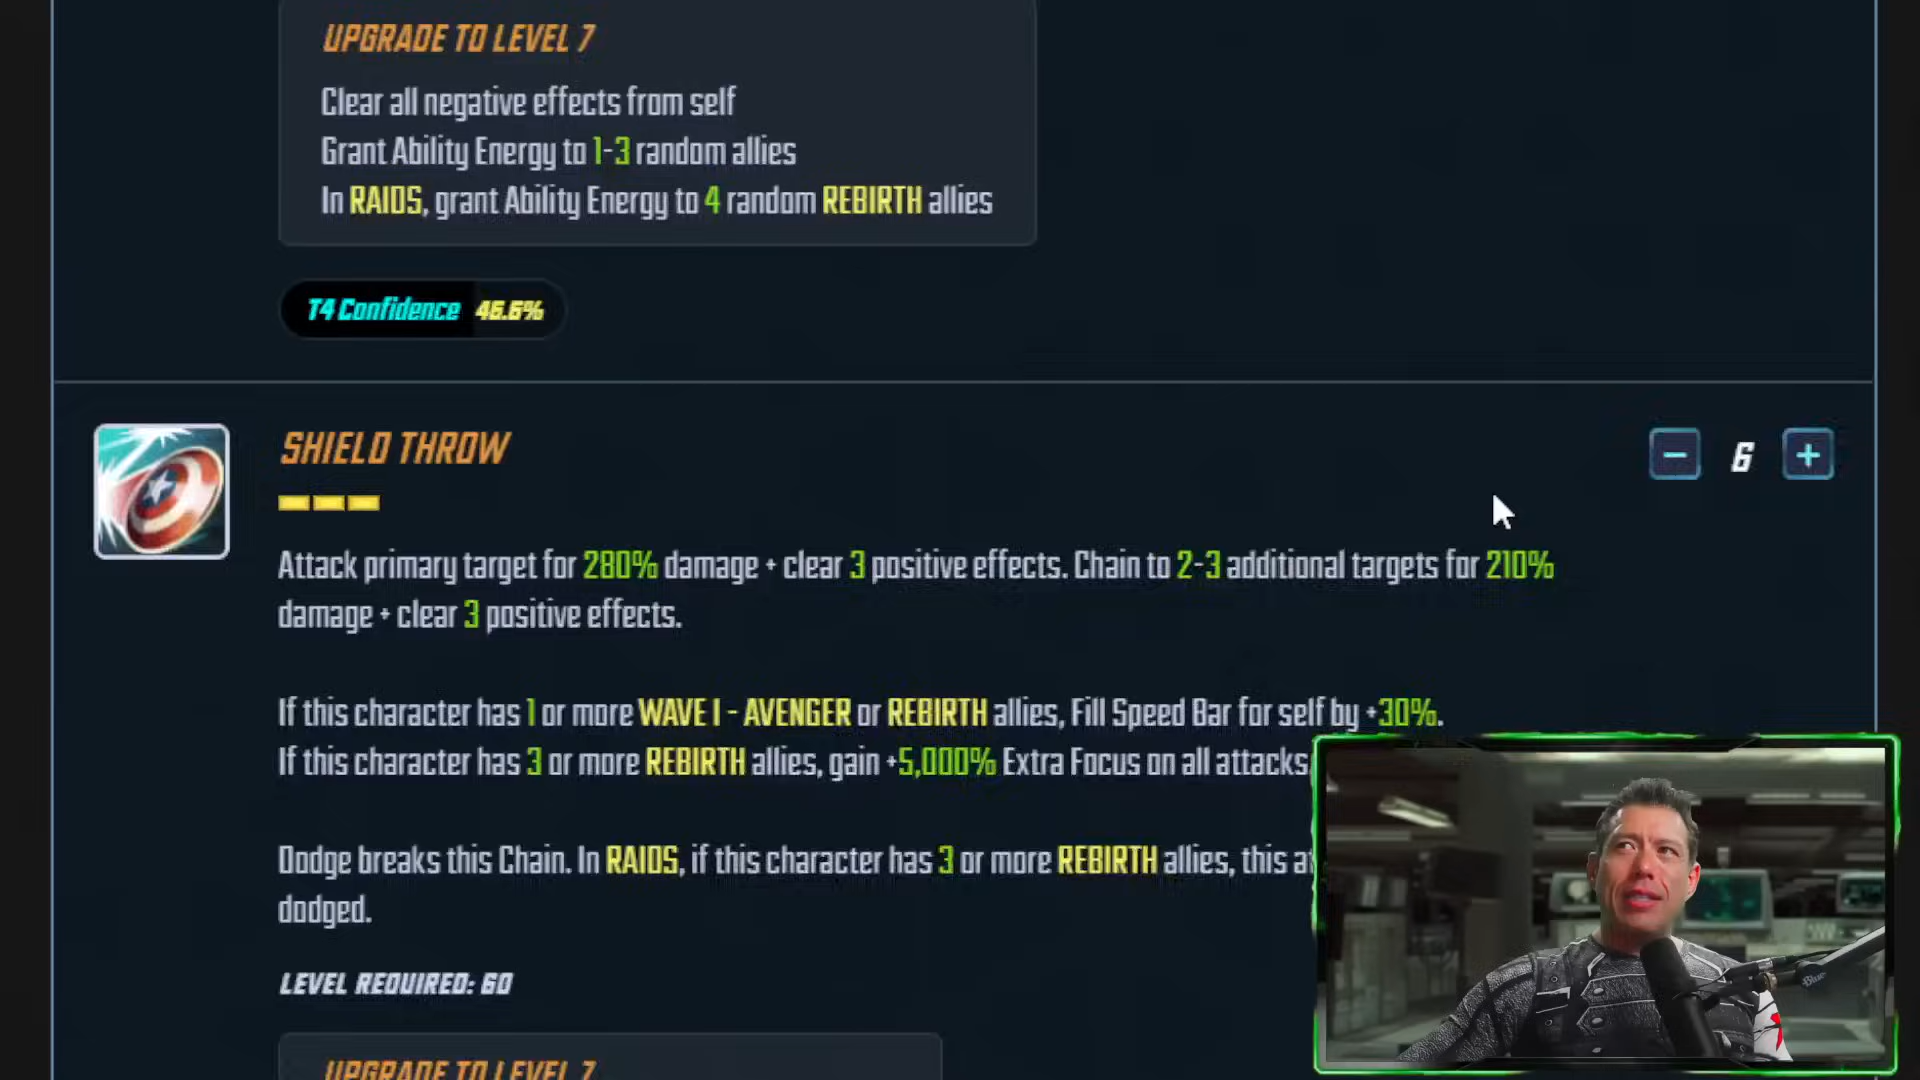 UPGRADE TO LEVEL 7
Clear all negative effects from self
Grant Ability Energy to 1-3 random allies
In RAIDS, grant Ability Energy to 4 random REBIRTH allies
T4 Confidence 46.6%
SHIELD THROW
6
Attack primary target for 280% damage + clear 3 positive effects. Chain to 2-3 additional targets for 210%
damage + clear 3 positive effects.
If this character has 1 or more WAVE I - AVENGER or REBIRTH allies, Fill Speed Bar for self by +30%.
If this character has 3 or more REBIRTH allies, gain +5,000% Extra Focus on all attacks
Dodge breaks this Chain. In RAIDS, if this character has 3 or more REBIRTH allies, this
dodged.
LEVEL REQUIRED: 60
UPGRADE TO LEVEL 7
Blue